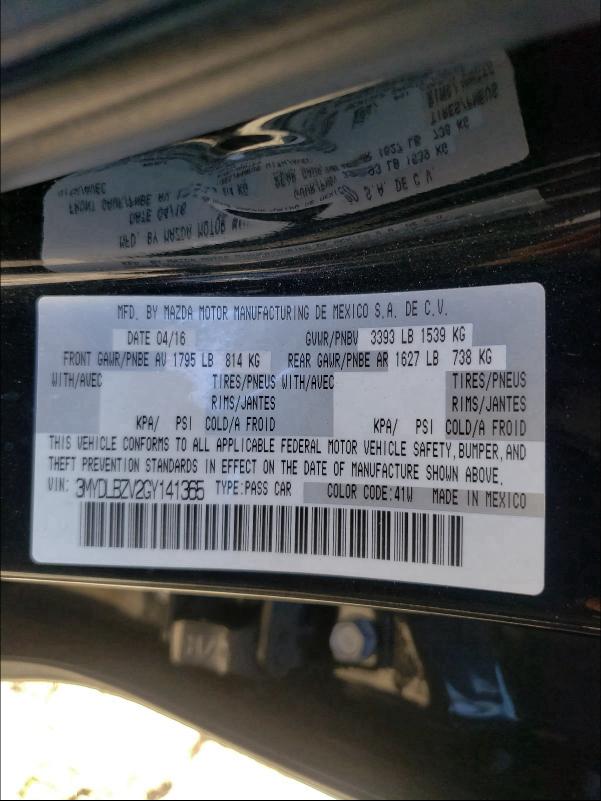 MFD. BY MAZDA MOTOR MANUFACTURING DE MEXICO S.A. DE C.V.
DATE 04/16 GVWR/PNBV 3393 LB 1539 KG
FRONT GAWR/PNBE AV 1795 LB 814 KG REAR GAWR/PNBE AR 1627 LB 738 KG
WITH/AVEC TIRES/PNEUS WITH/AVEC TIRES/PNEUS
RIMS/JANTES RIMS/JANTES
KPA/ PSI COLD/A FROID KPA/ PSI COLD/A FROID
THIS VEHICLE CONFORMS TO ALL APPLICABLE FEDERAL MOTOR VEHICLE SAFETY, BUMPER, AND
THEFT PREVENTION STANDARDS IN EFFECT ON THE DATE OF MANUFACTURE SHOWN ABOVE.
VIN: 3MYDLBZV2GY141365 TYPE:PASS CAR COLOR CODE:41W MADE IN MEXICO